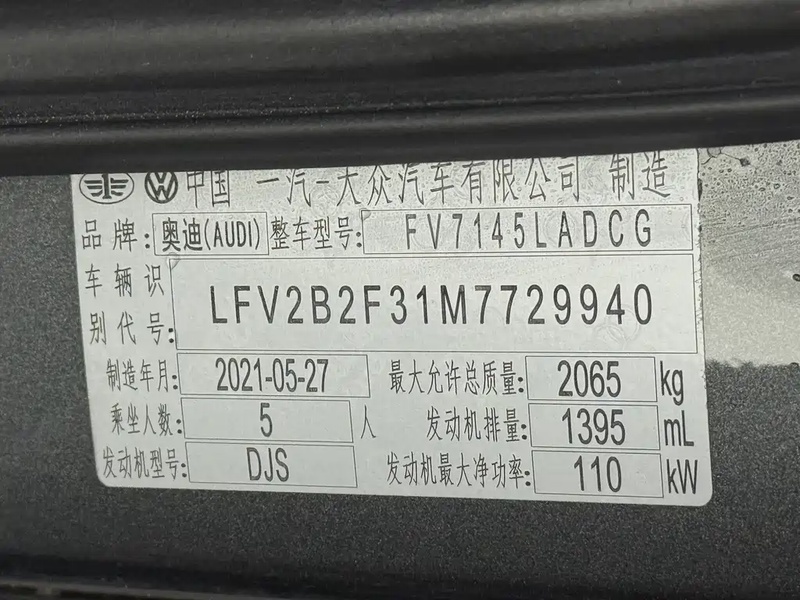 中国 一汽-大众汽车有限公司 制造
品牌: 奥迪(AUDI) 整车型号: FV7145LADCG
车辆识别代号: LFV2B2F31M7729940
制造年月: 2021-05-27 最大允许总质量: 2065 kg
乘坐人数: 5 人 发动机排量: 1395 mL
发动机型号: DJS 发动机最大净功率: 110 kW